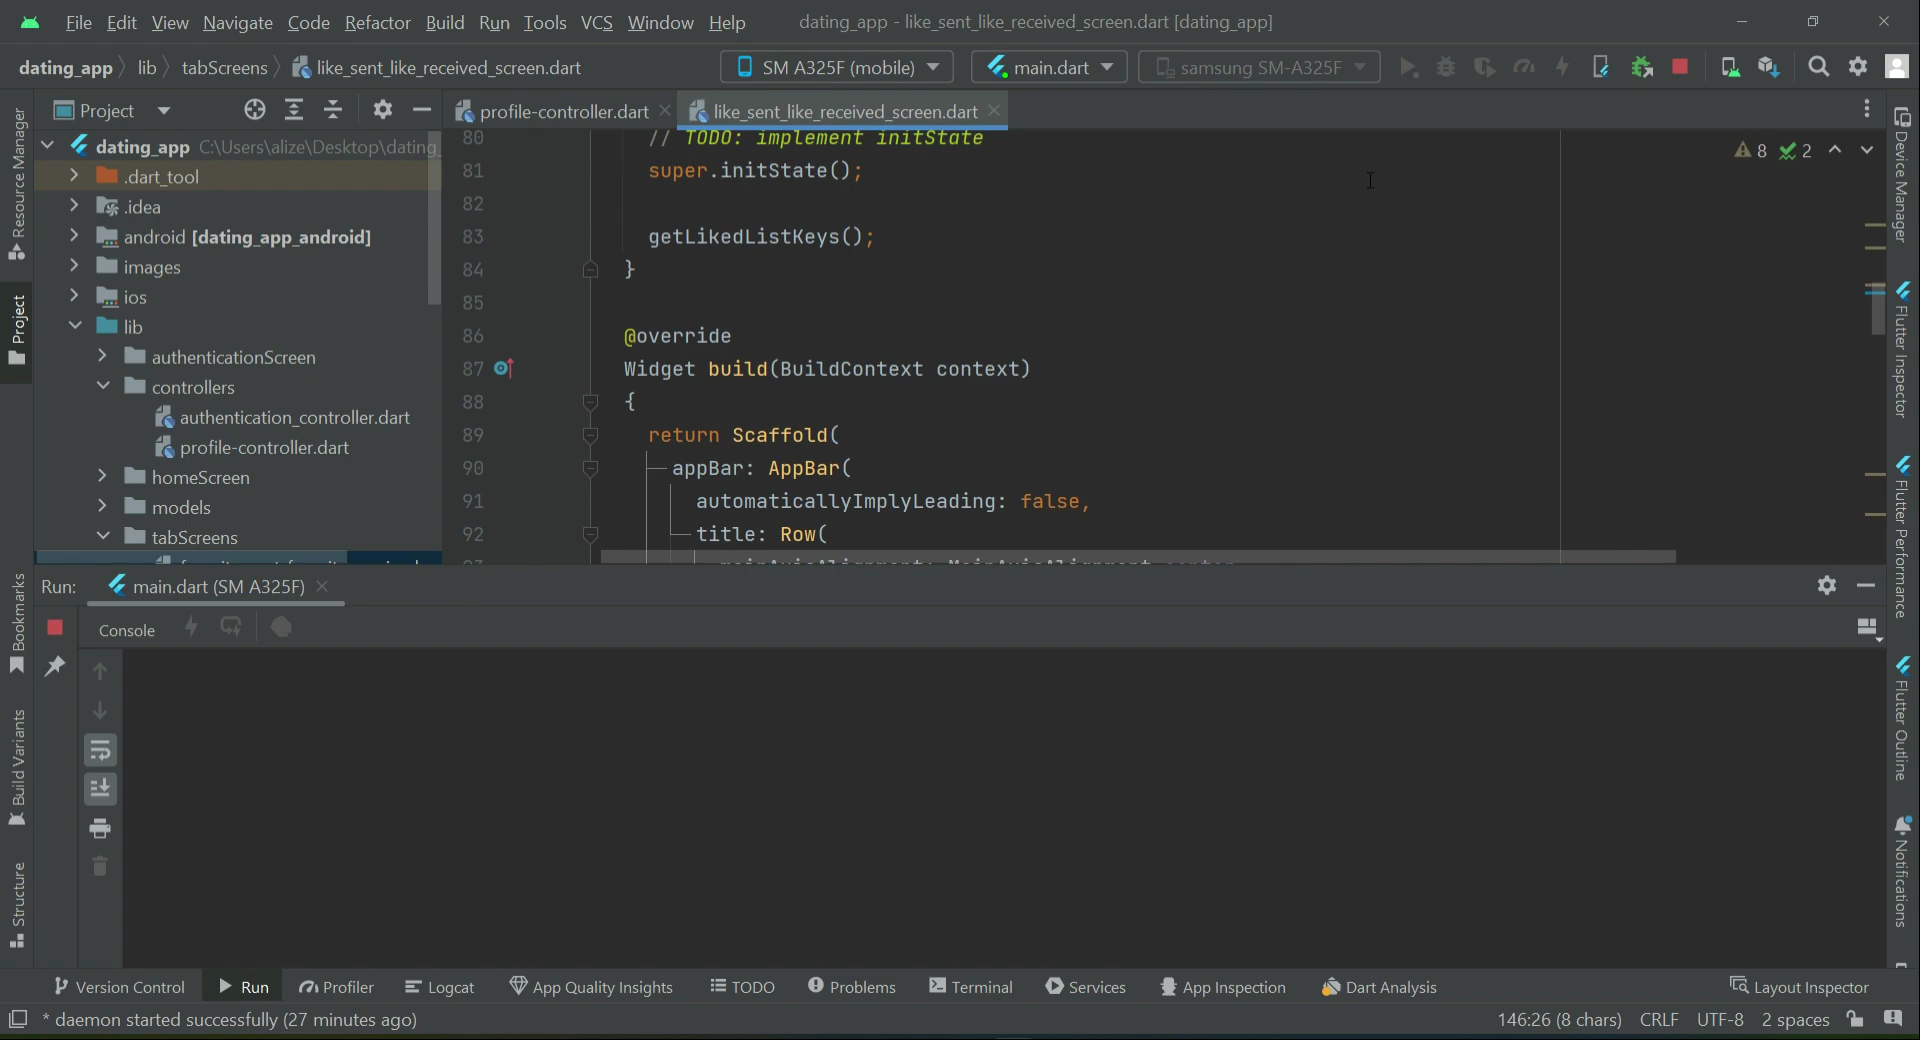 File Edit View Navigate Code Refactor Build Run Tools VCS Window Help dating_app - like_sent_like_received_screen.dart [dating_app]
dating_app lib tabScreens like_sent_like_received_screen.dart SM A325F (mobile) main.dart samsung SM-A325F
Project profile-controller.dart like_sent_like_received_screen.dart
dating_app C:\Users\alize\Desktop\dating_
.dart_tool
.idea
android [dating_app_android]
images
ios
lib
authenticationScreen
controllers
authentication_controller.dart
profile-controller.dart
homeScreen
models
tabScreens
80 // TODO: implement initState
81 super.initState();
82
83 getLikedListKeys();
84 }
85
86 @override
87 Widget build(BuildContext context)
88 {
89 return Scaffold(
90 appBar: AppBar(
91 automaticallyImplyLeading: false,
92 title: Row(
8 2
Resource Manager
Project
Bookmarks
Build Variants
Structure
Device Manager
Flutter Inspector
Flutter Performance
Flutter Outline
Notifications
Run: main.dart (SM A325F)
Console
Version Control Run Profiler Logcat App Quality Insights TODO Problems Terminal Services App Inspection Dart Analysis Layout Inspector
* daemon started successfully (27 minutes ago) 146:26 (8 chars) CRLF UTF-8 2 spaces